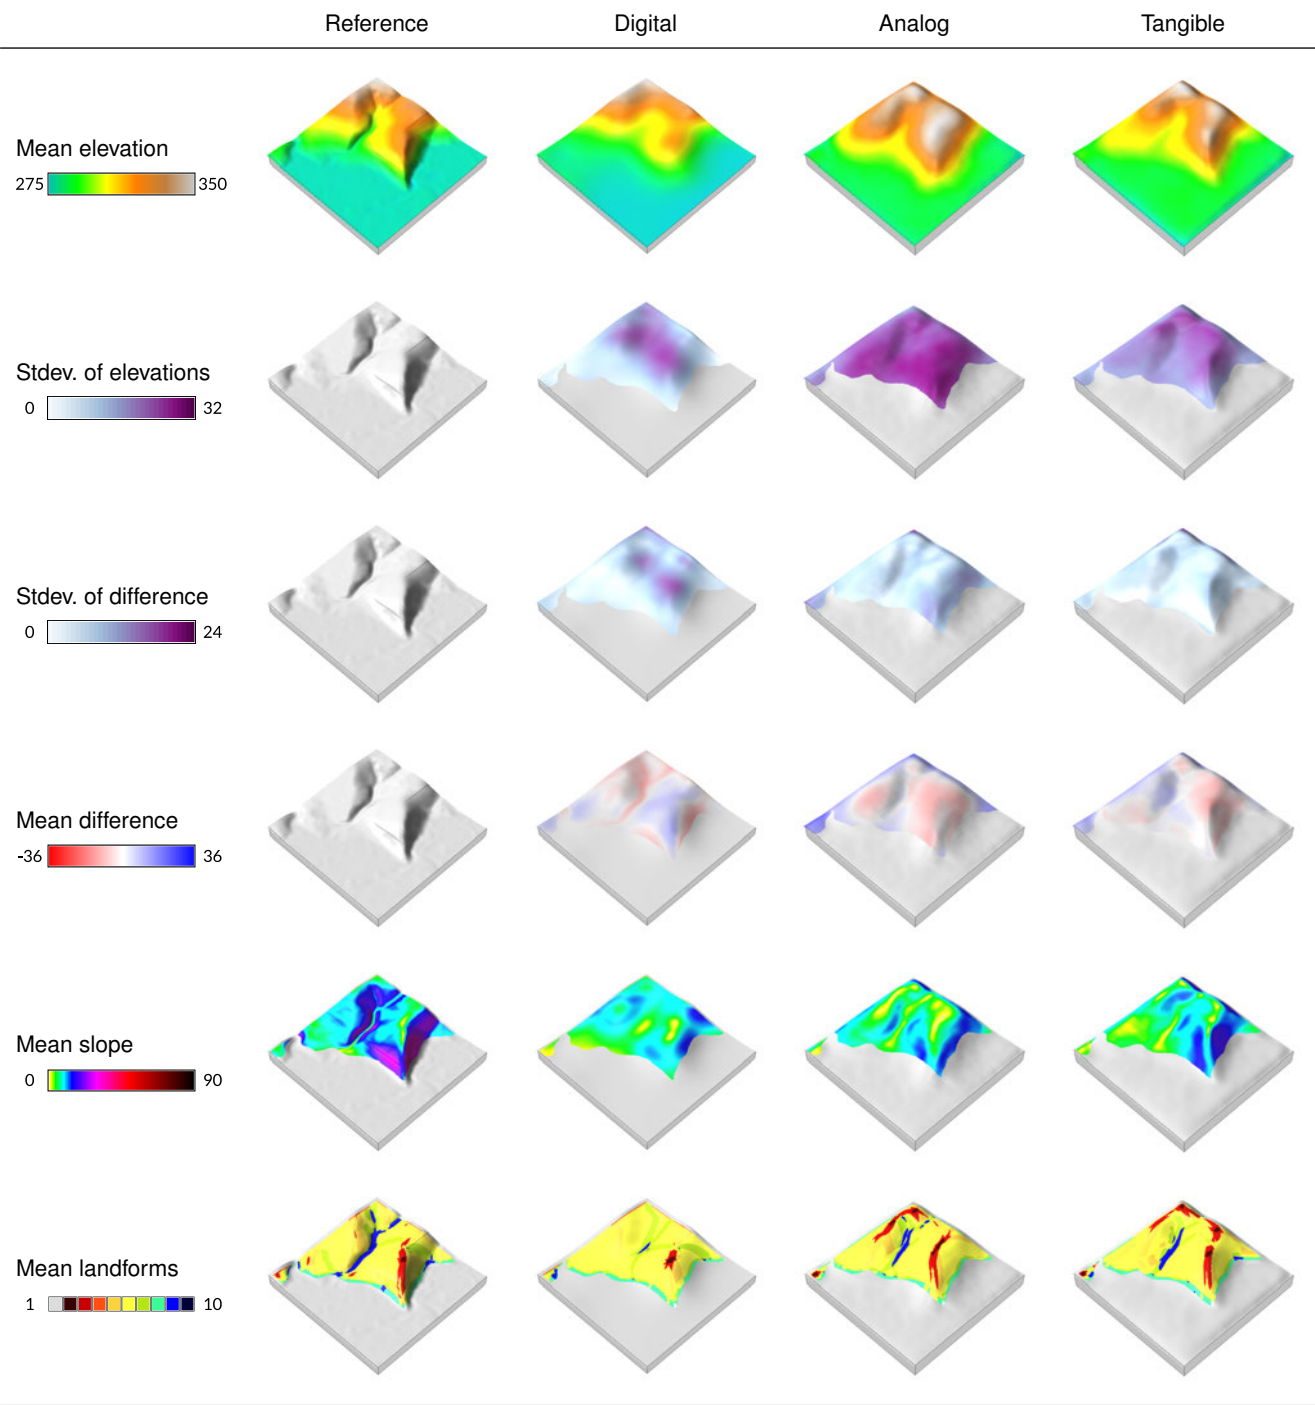 Reference Digital Analog Tangible
Mean elevation
275 350
Stdev. of elevations
0 32
Stdev. of difference
0 24
Mean difference
-36 36
Mean slope
0 90
Mean landforms
1 10